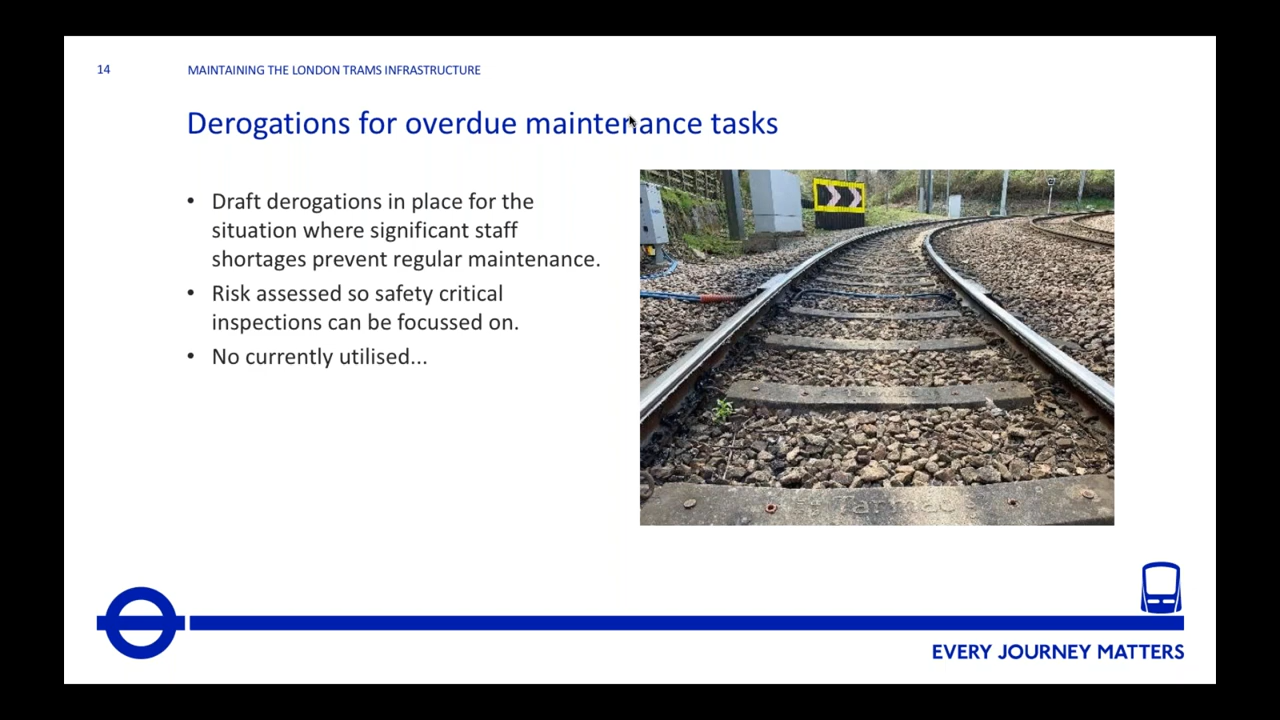 14
MAINTAINING THE LONDON TRAMS INFRASTRUCTURE
Derogations for overdue maintenance tasks
• Draft derogations in place for the
situation where significant staff
shortages prevent regular maintenance.
• Risk assessed so safety critical
inspections can be focussed on.
• No currently utilised...
Tarmac
EVERY JOURNEY MATTERS